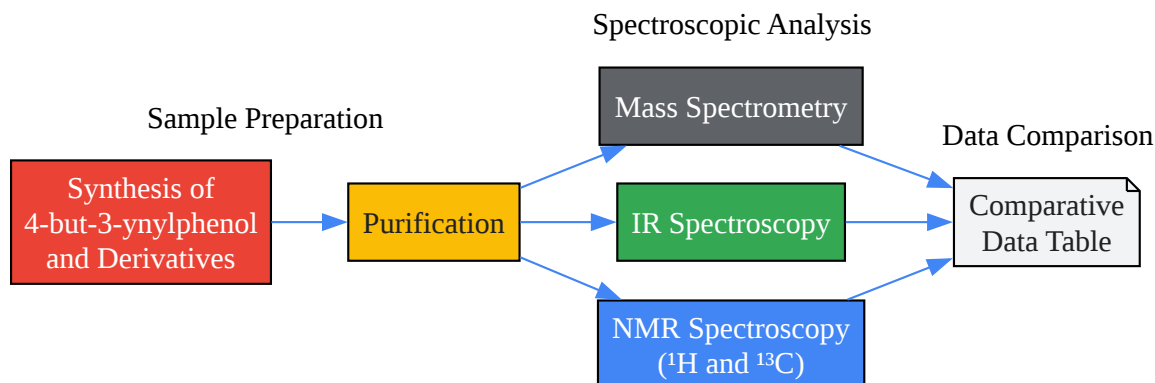 Spectroscopic Analysis
Mass Spectrometry
Sample Preparation
Data Comparison
Synthesis of
4-but-3-ynylphenol
and Derivatives
Purification
IR Spectroscopy
Comparative
Data Table
NMR Spectroscopy
(¹H and ¹³C)